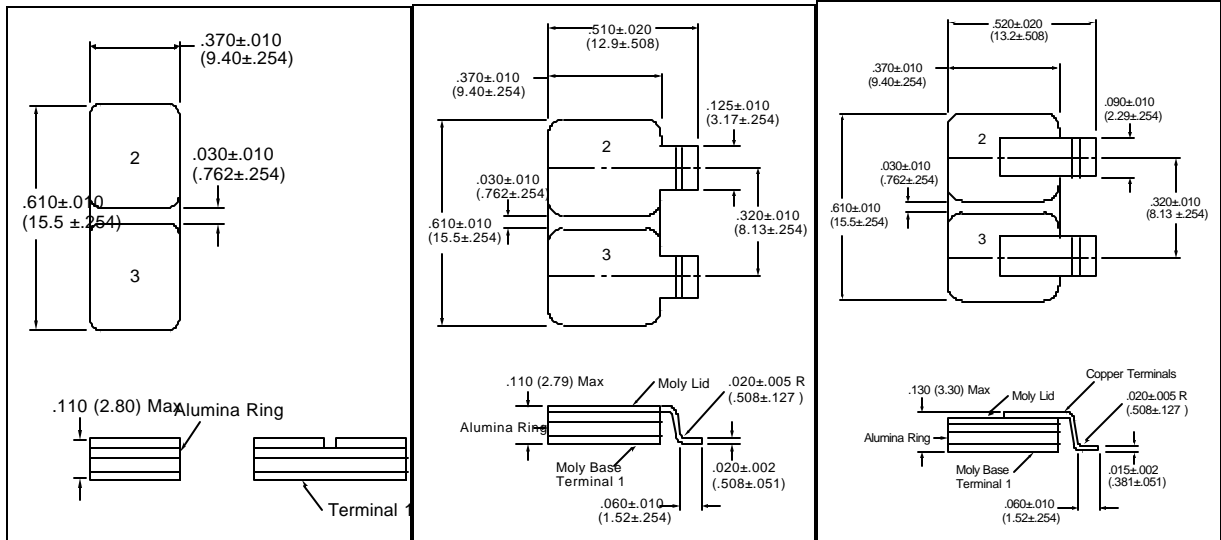 .370±.010
(9.40±.254)
2
.030±.010
(.762±.254)
.610±.010
(15.5 ±.254)
3
.110 (2.80) Max
Alumina Ring
Terminal 1
.510±.020
(12.9±.508)
.370±.010
(9.40±.254)
.125±.010
(3.17±.254)
2
.030±.010
(.762±.254)
.610±.010
(15.5±.254)
.320±.010
(8.13±.254)
3
.110 (2.79) Max
Moly Lid
.020±.005 R
(.508±.127 )
Alumina Ring
Moly Base
Terminal 1
.020±.002
(.508±.051)
.060±.010
(1.52±.254)
.520±.020
(13.2±.508)
.370±.010
(9.40±.254)
.090±.010
(2.29±.254)
2
.030±.010
(.762±.254)
.610±.010
(15.5±.254)
.320±.010
(8.13 ±.254)
3
Copper Terminals
.130 (3.30) Max
Moly Lid
.020±.005 R
(.508±.127 )
Alumina Ring
Moly Base
Terminal 1
.015±.002
(.381±.051)
.060±.010
(1.52±.254)